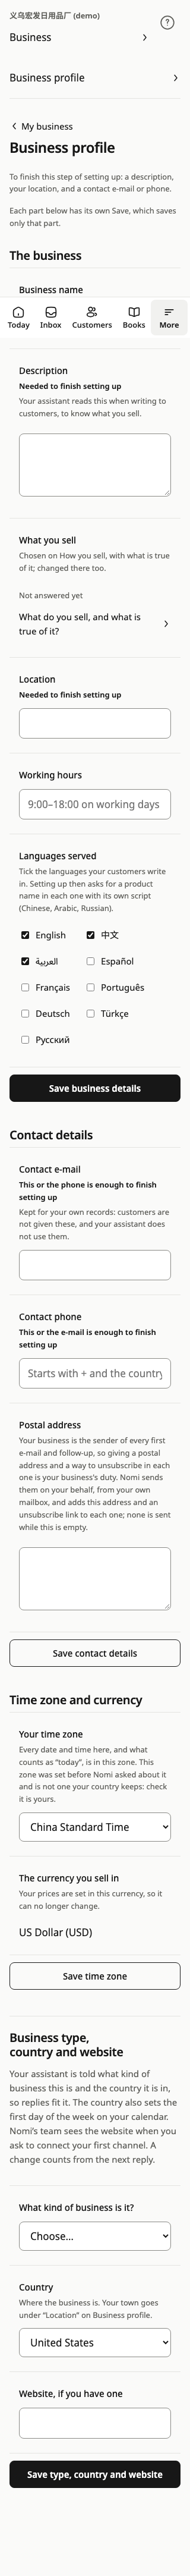 义乌宏发日用品厂 (demo)
?
Business
Business profile
My business
Business profile
To finish this step of setting up: a description,
your location, and a contact e-mail or phone.
Each part below has its own Save, which saves
only that part.
The business
Business name
Today
Inbox
Customers
Books
More
Description
Needed to finish setting up
Your assistant reads this when writing to
customers, to know what you sell.
What you sell
Chosen on How you sell, with what is true
of it; changed there too.
Not answered yet
What do you sell, and what is
true of it?
Location
Needed to finish setting up
Working hours
9:00–18:00 on working days
Languages served
Tick the languages your customers write
in. Setting up then asks for a product
name in each one with its own script
(Chinese, Arabic, Russian).
English
中文
العربية
Español
Français
Português
Deutsch
Türkçe
Русский
Save business details
Contact details
Contact e-mail
This or the phone is enough to finish
setting up
Kept for your own records: customers are
not given these, and your assistant does
not use them.
Contact phone
This or the e-mail is enough to finish
setting up
Starts with + and the country
Postal address
Your business is the sender of every first
e-mail and follow-up, so giving a postal
address and a way to unsubscribe in each
one is your business's duty. Nomi sends
them on your behalf, from your own
mailbox, and adds this address and an
unsubscribe link to each one; none is sent
while this is empty.
Save contact details
Time zone and currency
Your time zone
Every date and time here, and what
counts as “today”, is in this zone. This
zone was set before Nomi asked about it
and is not one your country keeps: check
it is yours.
China Standard Time
The currency you sell in
Your prices are set in this currency, so it
can no longer change.
US Dollar (USD)
Save time zone
Business type,
country and website
Your assistant is told what kind of
business this is and the country it is in,
so replies fit it. The country also sets the
first day of the week on your calendar.
Nomi’s team sees the website when you
ask to connect your first channel. A
change counts from the next reply.
What kind of business is it?
Choose…
Country
Where the business is. Your town goes
under “Location” on Business profile.
United States
Website, if you have one
Save type, country and website